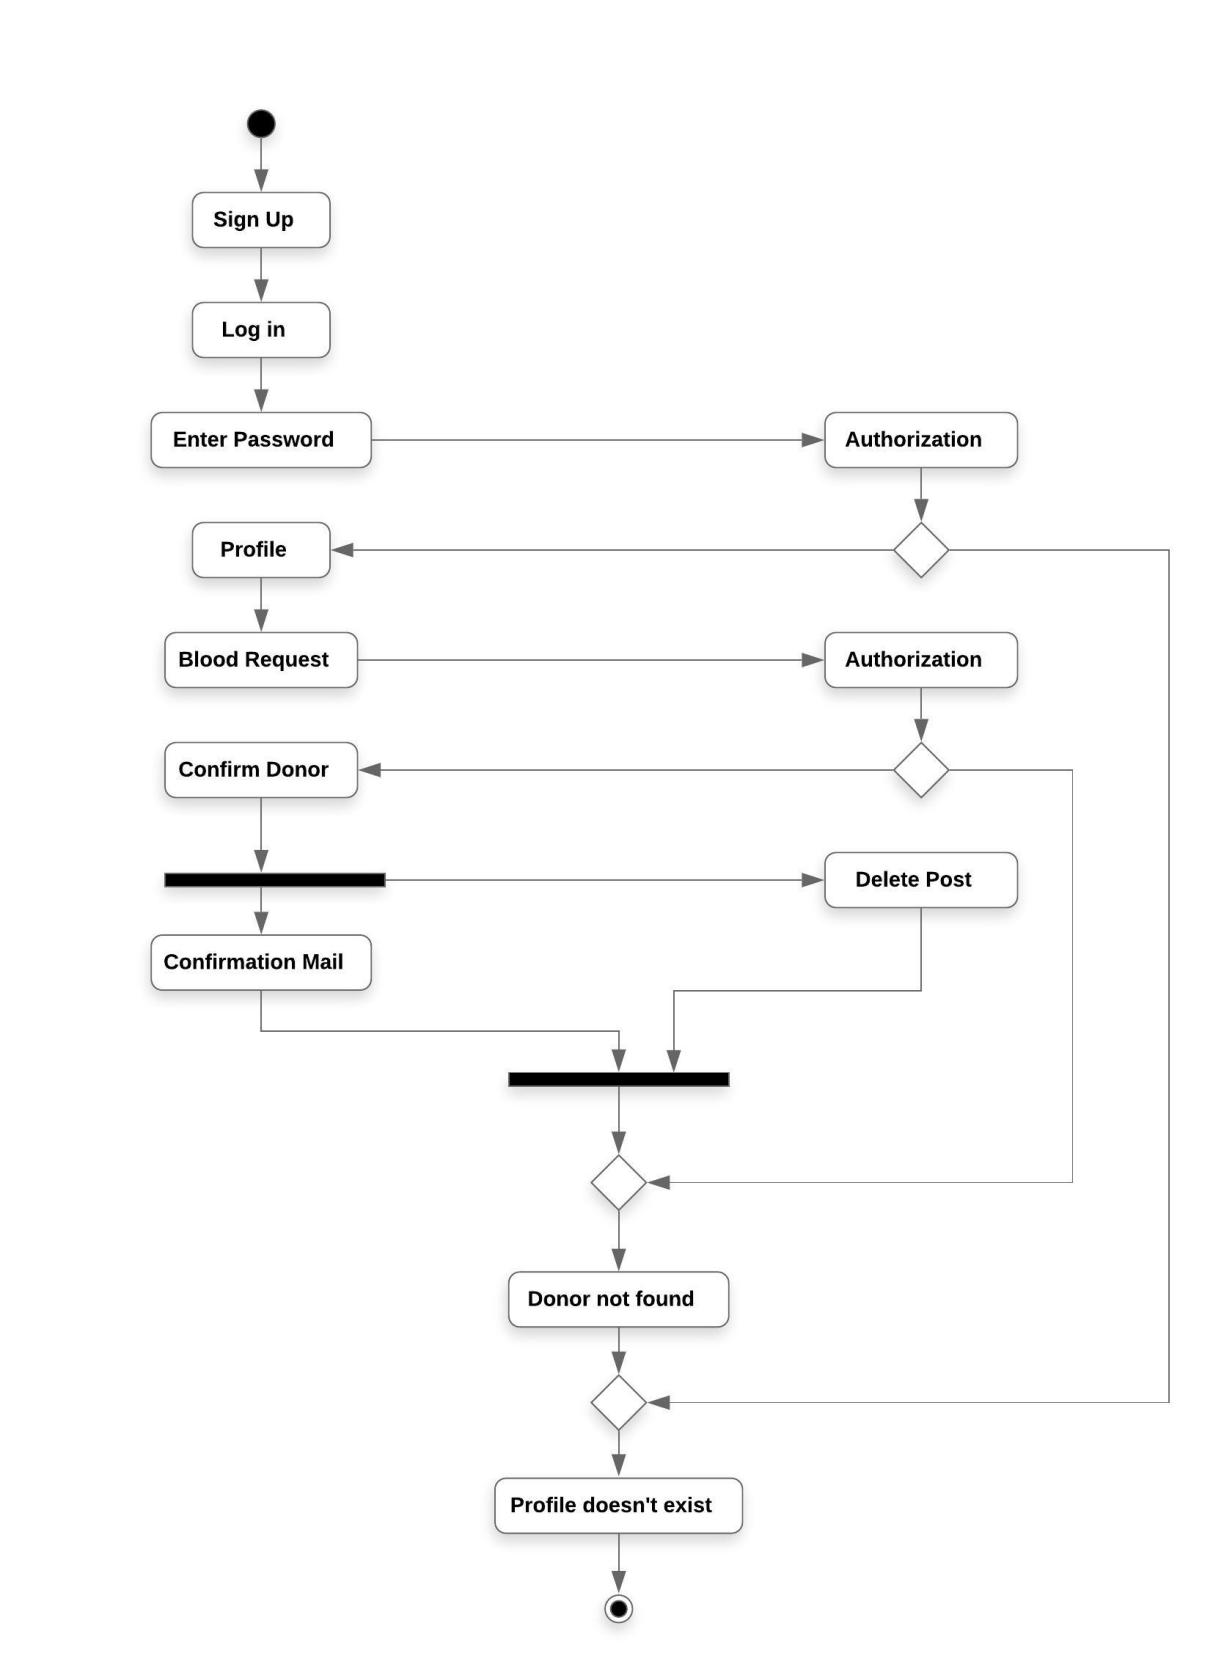 Sign Up
Log in
Enter Password
Authorization
Profile
Blood Request
Authorization
Confirm Donor
Delete Post
Confirmation Mail
Donor not found
Profile doesn't exist